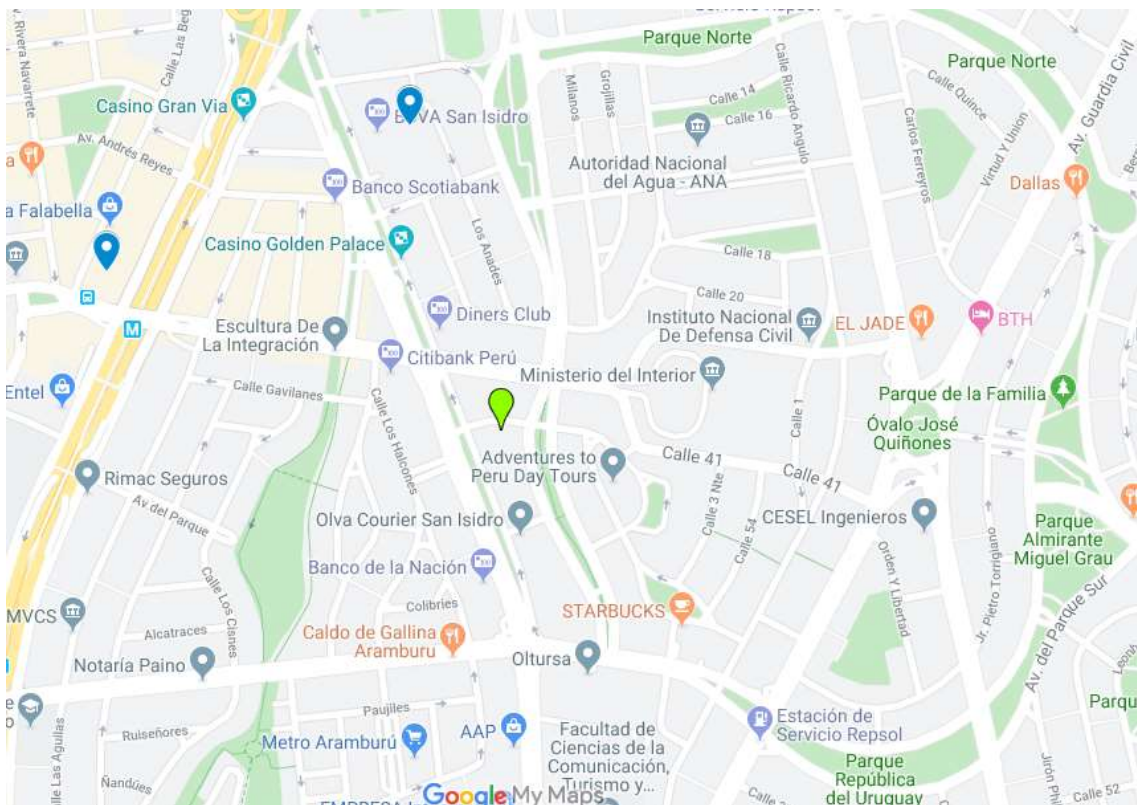 Parque Norte
Calle Las Beg
Rivera Navarrete
Milanos
Grojillas
Calle Ricardo Angulo
Parque Norte
Av. Guardia Civil
Casino Gran Via
San Isidro
Calle 14
Calle 16
Calle Quince
Carlos Ferreyros
Virtud Y Union
Av. Andrés Reyes
Autoridad Nacional
del Agua - ANA
Banco Scotiabank
Dallas
a Falabella
Los Anades
Casino Golden Palace
Calle 18
Calle 20
Diners Club
Instituto Nacional
De Defensa Civil
EL JADE
BTH
M
Escultura De
La Integración
Citibank Perú
Ministerio del Interior
Entel
Calle Gavilanes
Calle Los Halcones
Calle 1
Parque de la Familia
Óvalo José
Quiñones
Calle 41
Calle 41
Adventures to
Peru Day Tours
Rimac Seguros
Av del Parque
Calle 3 Nte
Calle 54
Olva Courier San Isidro
CESEL Ingenieros
Parque
Almirante
Miguel Grau
Banco de la Nación
Calle Los Cisnes
Orden Y Libertad
Jr. Pietro Torrigiano
MVCS
Colibries
Alcatraces
STARBUCKS
Caldo de Gallina
Aramburu
Notaría Paino
Oltursa
Av. del Parque Sur
Paujiles
Ruiseñores
Calle Las Aguilas
Metro Aramburú
AAP
Facultad de
Ciencias de la
Comunicación,
Turismo y...
Estación de
Servicio Repsol
Parque
República
del Uruguay
Parqu
Ñandúes
Jirón
Calle 52
Google My Maps